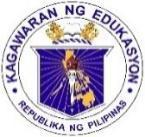 KAGAWARAN NG EDUKASYON
REPUBLIKA NG PILIPINAS